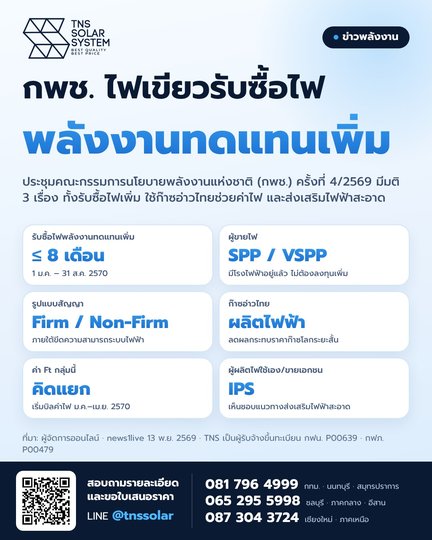 TNS
SOLAR
SYSTEM
BEST QUALITY
BEST PRICE
ข่าวพลังงาน
กพช. ไฟเขียวรับซื้อไฟ
พลังงานทดแทนเพิ่ม
ประชุมคณะกรรมการนโยบายพลังงานแห่งชาติ (กพช.) ครั้งที่ 4/2569 มีมติ
3 เรื่อง ทั้งรับซื้อไฟเพิ่ม ใช้ก๊าซอ่าวไทยช่วยค่าไฟ และส่งเสริมไฟฟ้าสะอาด
รับซื้อไฟพลังงานทดแทนเพิ่ม
≤ 8 เดือน
1 ม.ค. – 31 ส.ค. 2570
ผู้ขายไฟ
SPP / VSPP
มีโรงไฟฟ้าอยู่แล้ว ไม่ต้องลงทุนเพิ่ม
รูปแบบสัญญา
Firm / Non-Firm
ภายใต้ขีดความสามารถระบบไฟฟ้า
ก๊าซอ่าวไทย
ผลิตไฟฟ้า
ลดผลกระทบราคาก๊าซโลกระยะสั้น
ค่า Ft กลุ่มนี้
คิดแยก
เริ่มบิลค่าไฟ ม.ค.–เม.ย. 2570
ผู้ผลิตไฟใช้เอง/ขายเอกชน
IPS
เห็นชอบแนวทางส่งเสริมไฟฟ้าสะอาด
ที่มา: ผู้จัดการออนไลน์ · news1live 13 พ.ย. 2569 · TNS เป็นผู้รับจ้างขึ้นทะเบียน กฟน. P00639 · กฟภ.
P00479
สอบถามรายละเอียด
และขอใบเสนอราคา
LINE @tnssolar
081 796 4999 กทม. · นนทบุรี · สมุทรปราการ
065 295 5998 ชลบุรี · ภาคกลาง · อีสาน
087 304 3724 เชียงใหม่ · ภาคเหนือ